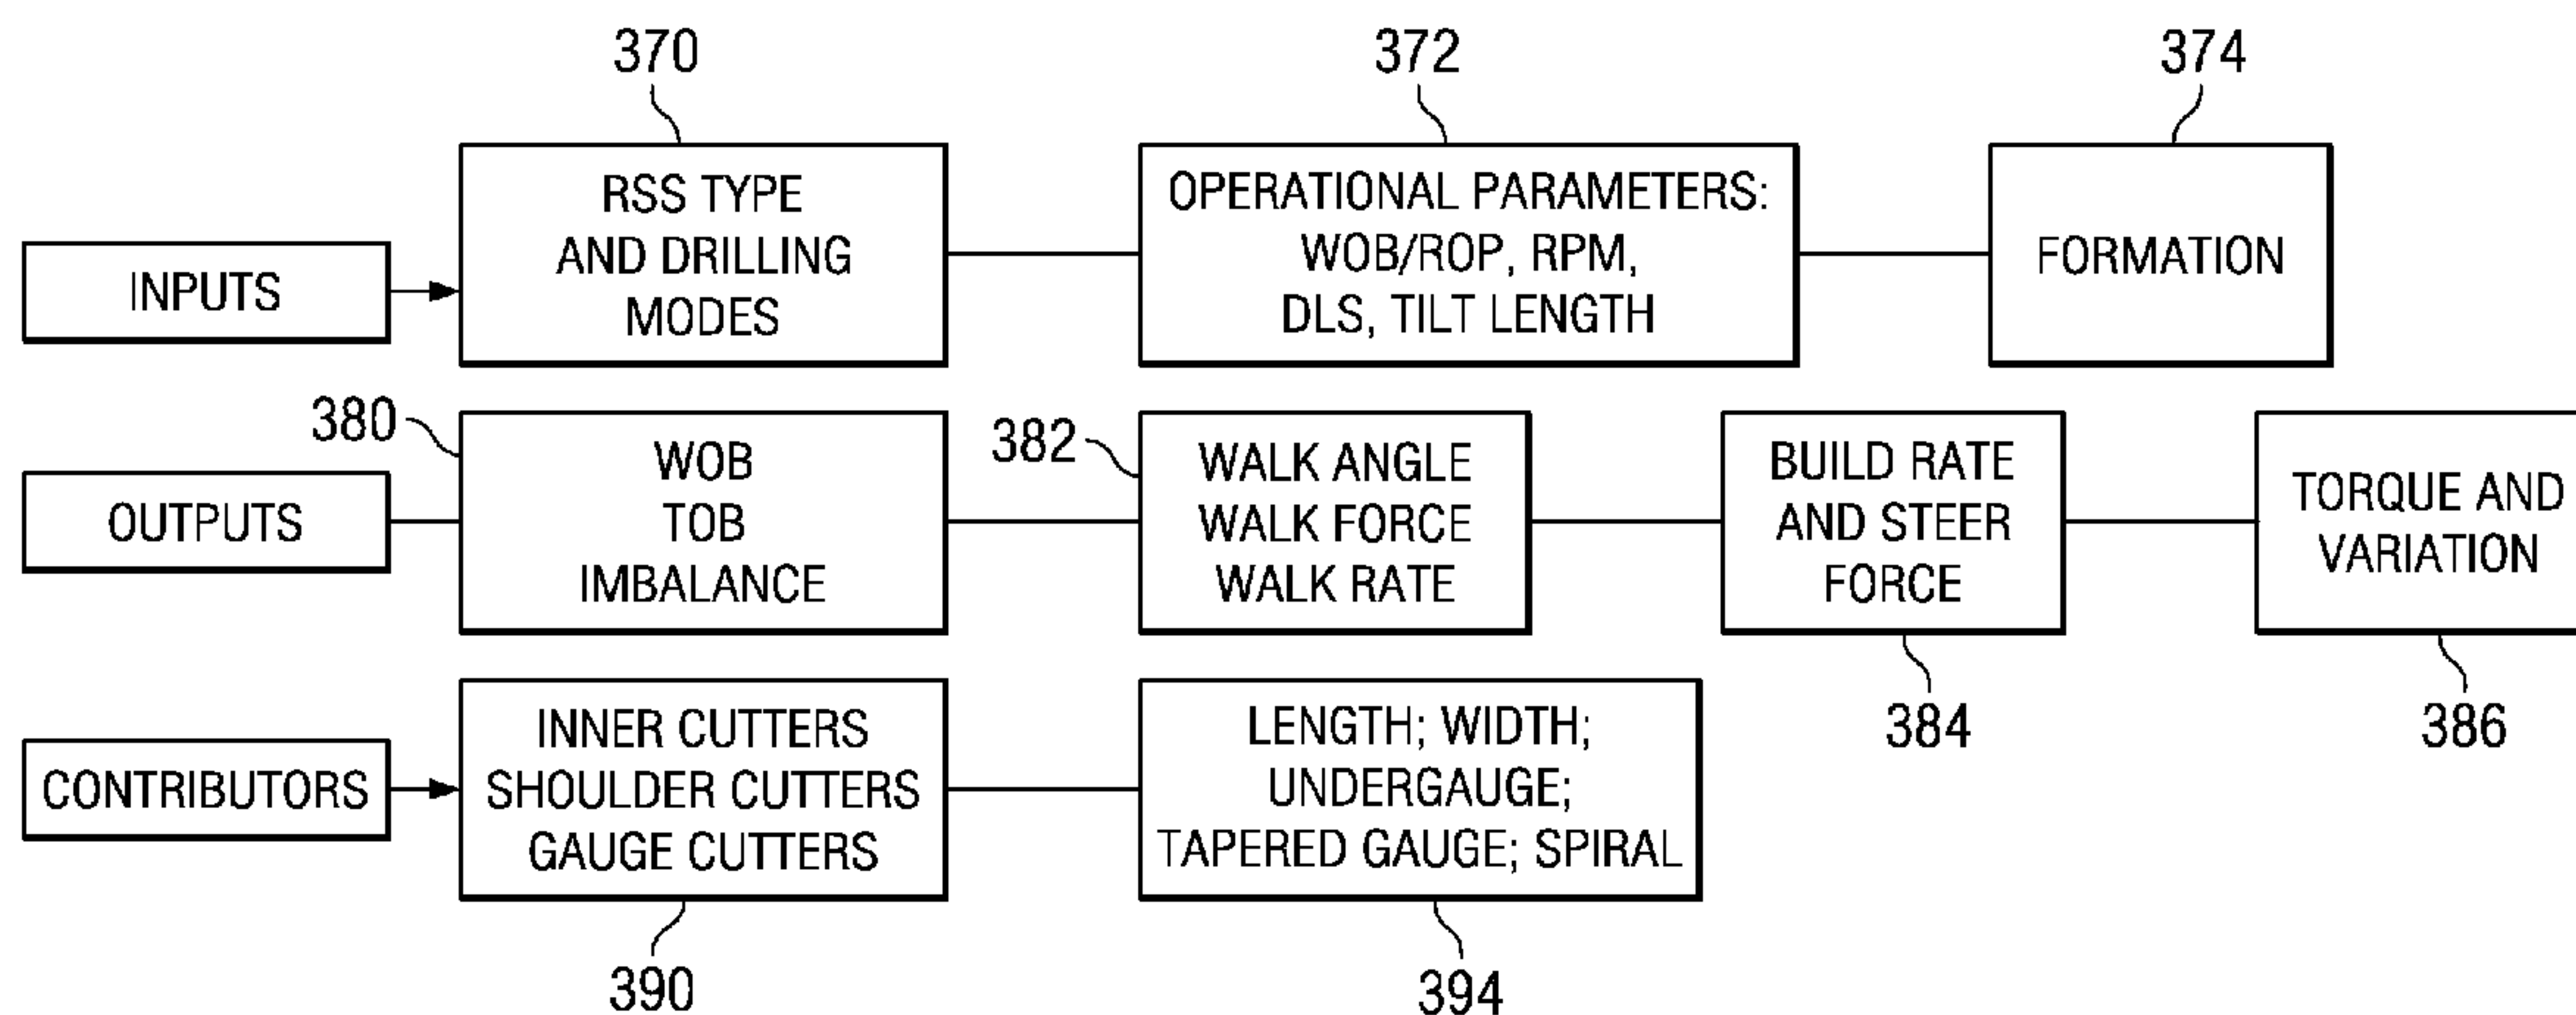 370
372
374
INPUTS
RSS TYPE
AND DRILLING
MODES
OPERATIONAL PARAMETERS:
WOB/ROP, RPM,
DLS, TILT LENGTH
FORMATION
380
382
OUTPUTS
WOB
TOB
IMBALANCE
WALK ANGLE
WALK FORCE
WALK RATE
BUILD RATE
AND STEER
FORCE
TORQUE AND
VARIATION
384
386
CONTRIBUTORS
INNER CUTTERS
SHOULDER CUTTERS
GAUGE CUTTERS
LENGTH; WIDTH;
UNDERGAUGE;
TAPERED GAUGE; SPIRAL
390
394